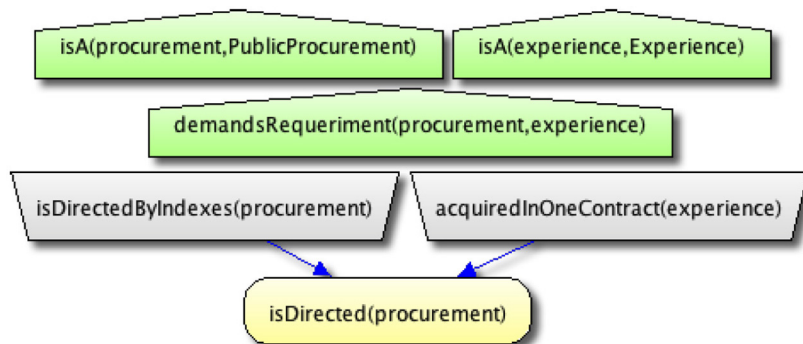 isA(procurement,PublicProcurement)
isA(experience,Experience)
demandsRequeriment(procurement,experience)
isDirectedByIndexes(procurement)
acquiredInOneContract(experience)
isDirected(procurement)